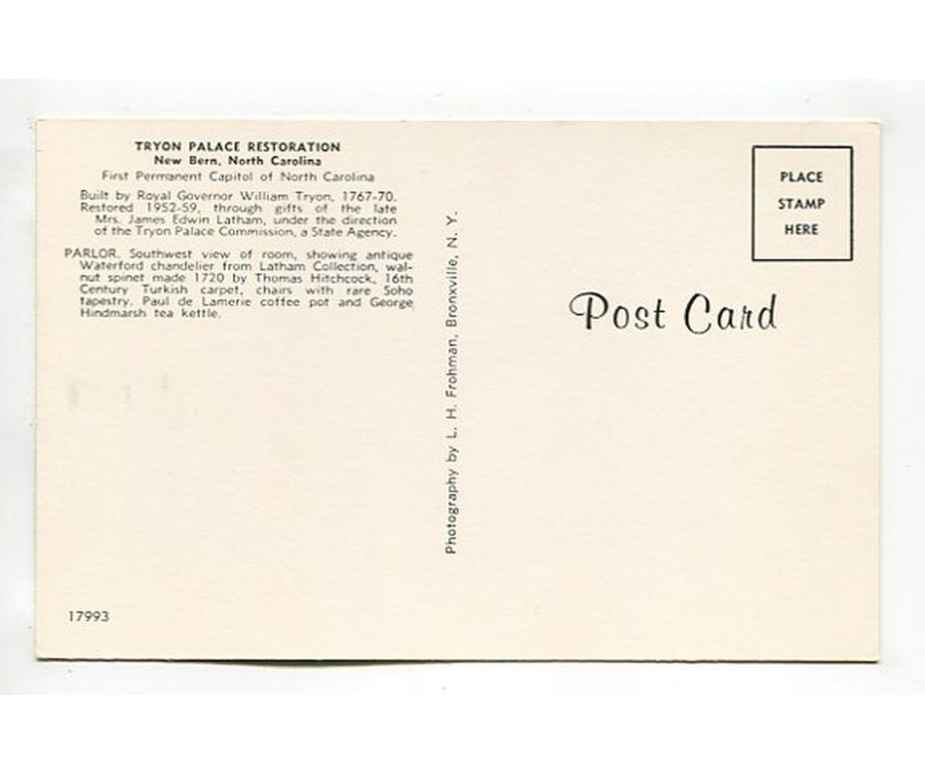 TRYON PALACE RESTORATION
New Bern, North Carolina
First Permanent Capitol of North Carolina
Built by Royal Governor William Tryon, 1767-70.
Restored 1952-59, through gifts of the late
Mrs. James Edwin Latham, under the direction
of the Tryon Palace Commission, a State Agency.
PARLOR. Southwest view of room, showing antique
Waterford chandelier from Latham Collection, wal-
nut spinet made 1720 by Thomas Hitchcock, 16th
Century Turkish carpet, chairs with rare Soho
tapestry. Paul de Lamerie coffee pot and George
Hindmarsh tea kettle.
17993
Photography by L. H. Frohman, Bronxville, N. Y.
PLACE
STAMP
HERE
Post Card